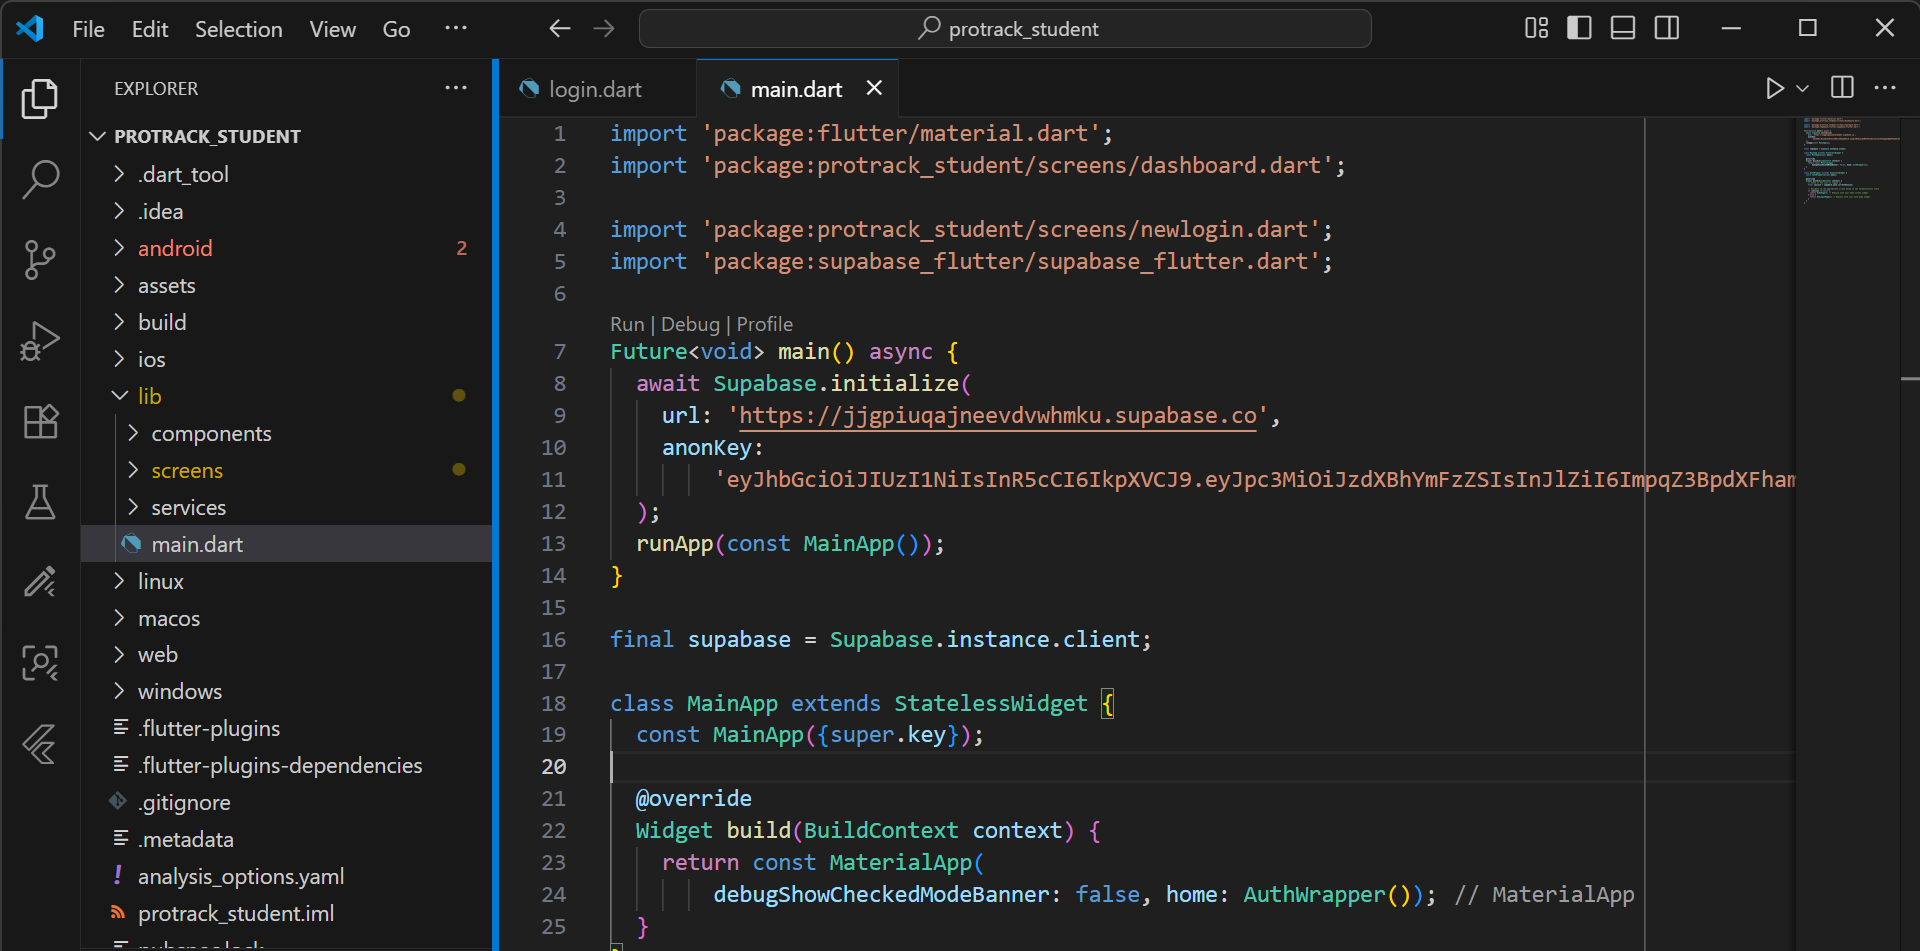 File Edit Selection View Go ···
protrack_student
EXPLORER ···
PROTRACK_STUDENT
.dart_tool
.idea
android 2
assets
build
ios
lib
components
screens
services
main.dart
linux
macos
web
windows
.flutter-plugins
.flutter-plugins-dependencies
.gitignore
.metadata
! analysis_options.yaml
protrack_student.iml
login.dart
main.dart
1 import 'package:flutter/material.dart';
2 import 'package:protrack_student/screens/dashboard.dart';
3
4 import 'package:protrack_student/screens/newlogin.dart';
5 import 'package:supabase_flutter/supabase_flutter.dart';
6
Run | Debug | Profile
7 Future<void> main() async {
8 await Supabase.initialize(
9 url: 'https://jjgpiuqajneevdvwhmku.supabase.co',
10 anonKey:
11 'eyJhbGciOiJIUzI1NiIsInR5cCI6IkpXVCJ9.eyJpc3MiOiJzdXBhYmFzZSIsInJlZiI6ImpqZ3BpdXFham
12 );
13 runApp(const MainApp());
14 }
15
16 final supabase = Supabase.instance.client;
17
18 class MainApp extends StatelessWidget {
19 const MainApp({super.key});
20
21 @override
22 Widget build(BuildContext context) {
23 return const MaterialApp(
24 debugShowCheckedModeBanner: false, home: AuthWrapper()); // MaterialApp
25 }